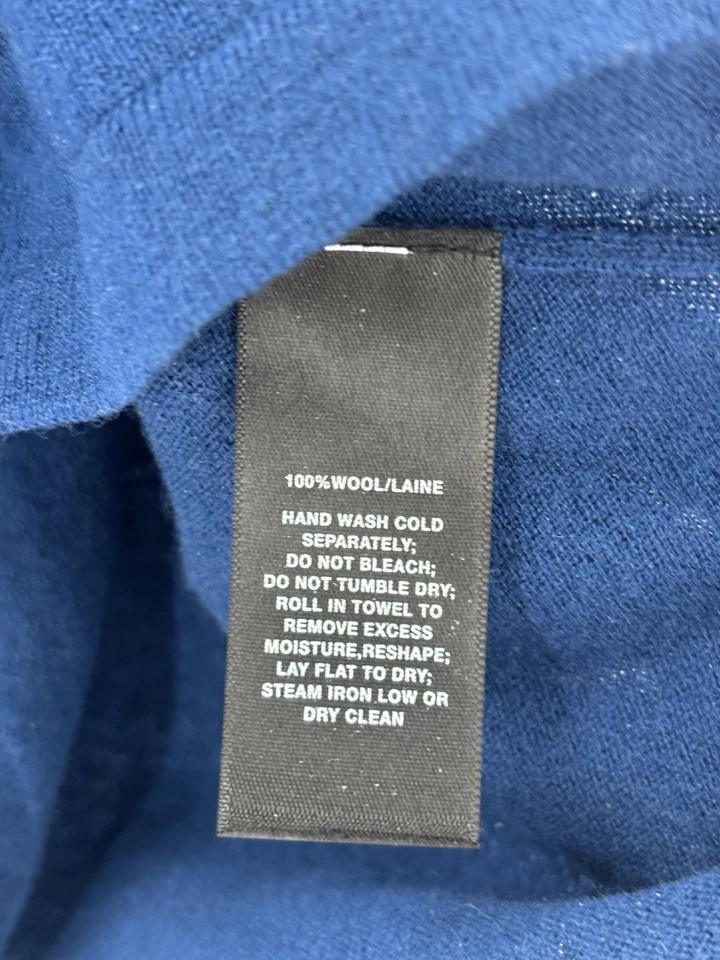 100%WOOL/LAINE
HAND WASH COLD
SEPARATELY;
DO NOT BLEACH;
DO NOT TUMBLE DRY;
ROLL IN TOWEL TO
REMOVE EXCESS
MOISTURE,RESHAPE;
LAY FLAT TO DRY;
STEAM IRON LOW OR
DRY CLEAN